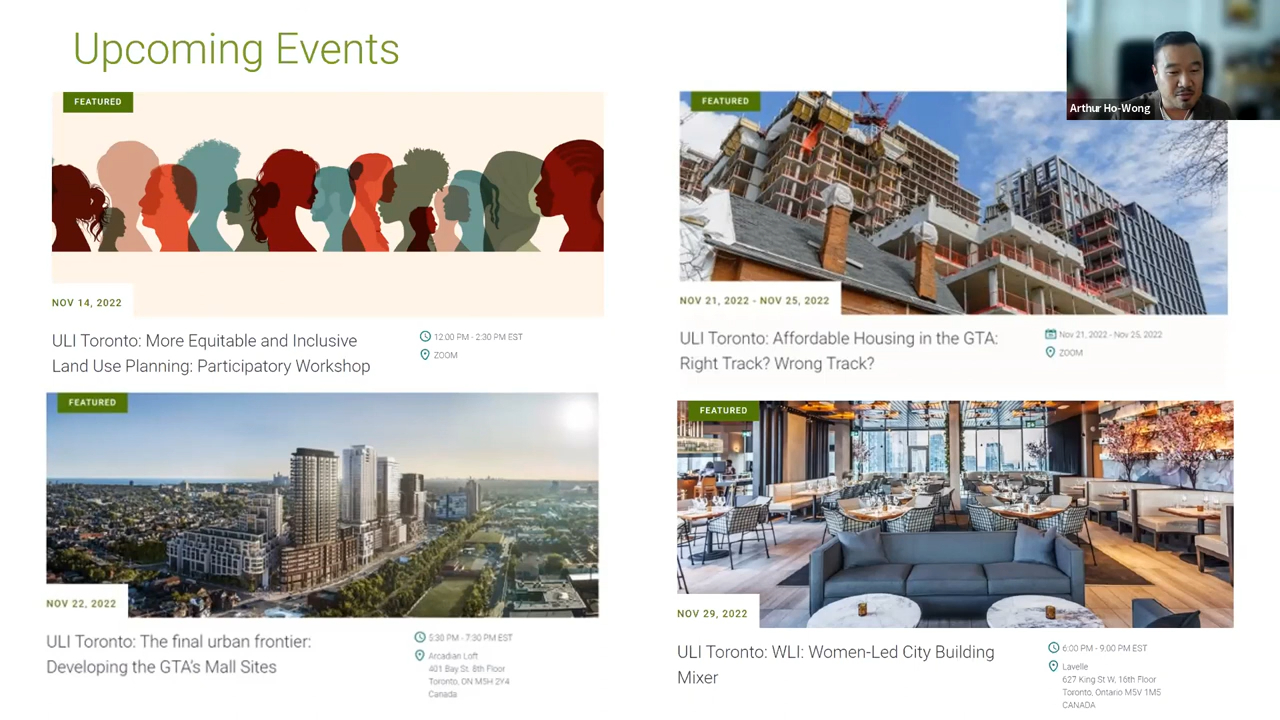 Upcoming Events
Arthur Ho-Wong
FEATURED
NOV 14, 2022
ULI Toronto: More Equitable and Inclusive
Land Use Planning: Participatory Workshop
12:00 PM - 2:30 PM EST
ZOOM
FEATURED
NOV 21, 2022 - NOV 25, 2022
ULI Toronto: Affordable Housing in the GTA:
Right Track? Wrong Track?
Nov 21, 2022 - Nov 25, 2022
ZOOM
FEATURED
NOV 22, 2022
ULI Toronto: The final urban frontier:
Developing the GTA's Mall Sites
5:30 PM - 7:30 PM EST
Arcadian Loft
401 Bay St. 8th Floor
Toronto, ON M5H 2Y4
Canada
FEATURED
NOV 29, 2022
ULI Toronto: WLI: Women-Led City Building
Mixer
6:00 PM - 9:00 PM EST
Lavelle
627 King St W, 16th Floor
Toronto, Ontario M5V 1M5
CANADA